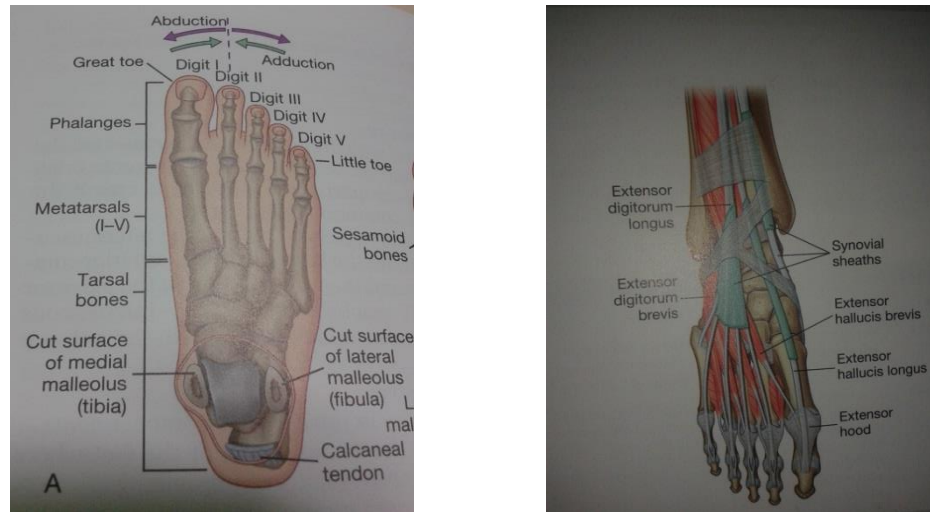 Abduction
Adduction
Great toe
Digit I
Digit II
Digit III
Digit IV
Digit V
Phalanges
Little toe
Metatarsals
(I–V)
Sesamoid
bones
Tarsal
bones
Cut surface
of medial
malleolus
(tibia)
Cut surface
of lateral
malleolus
(fibula)
L
mal
Calcaneal
tendon
A
Extensor
digitorum
longus
Synovial
sheaths
Extensor
digitorum
brevis
Extensor
hallucis brevis
Extensor
hallucis longus
Extensor
hood